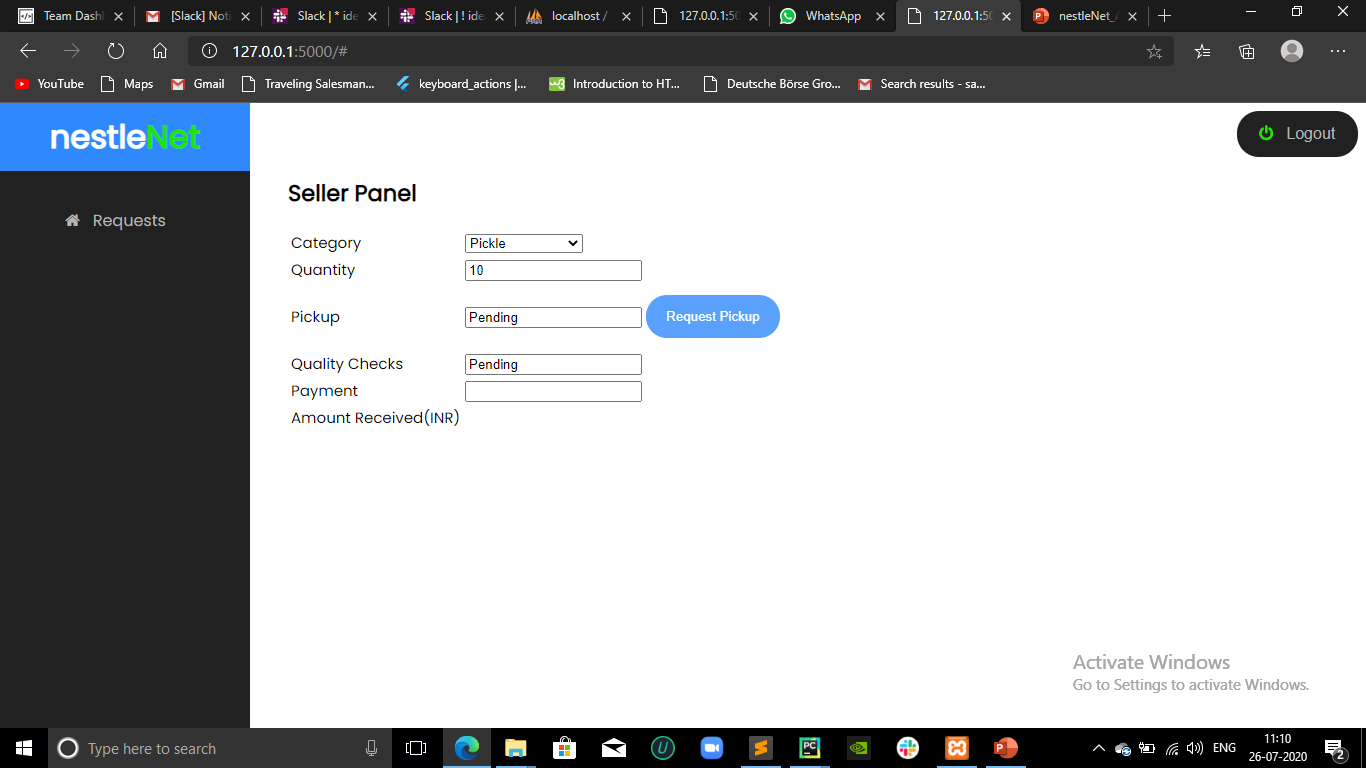 Team Dash
[Slack] Noti
Slack | * ide
Slack | ! ide
localhost /
127.0.0.1:50
WhatsApp
127.0.0.1:50
nestleNet_
127.0.0.1:5000/#
YouTube
Maps
Gmail
Traveling Salesman...
keyboard_actions |...
Introduction to HT...
Deutsche Börse Gro...
Search results - sa...
nestleNet
Logout
Requests
Seller Panel
Category Pickle
Quantity 10
Pickup Pending Request Pickup
Quality Checks Pending
Payment
Amount Received(INR)
Activate Windows
Go to Settings to activate Windows.
Type here to search
ENG
11:10
26-07-2020
2